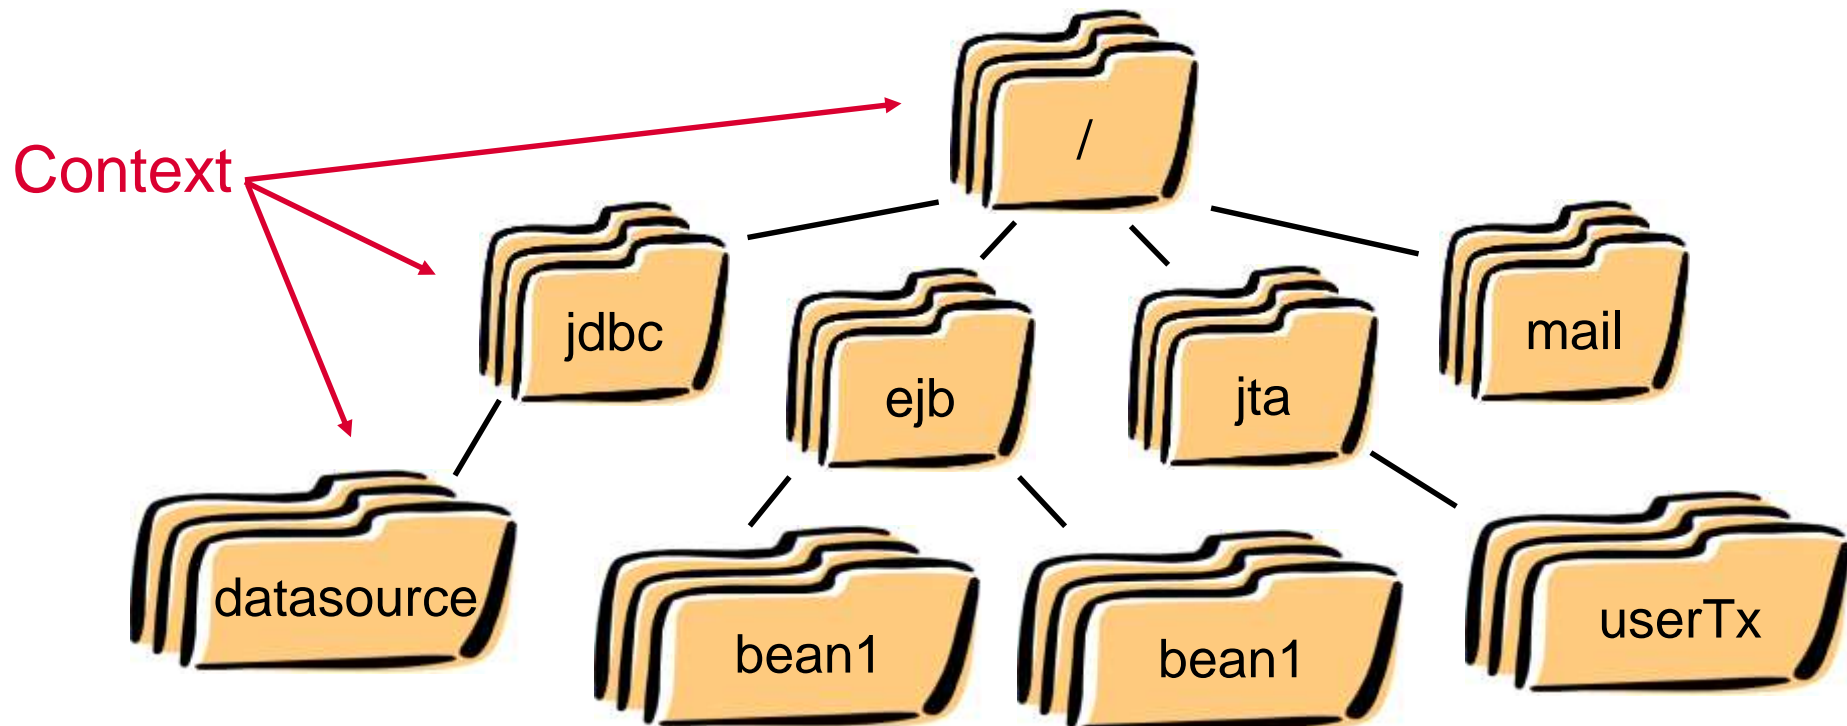 /
Context
jdbc
mail
ejb
jta
datasource
bean1
bean1
userTx